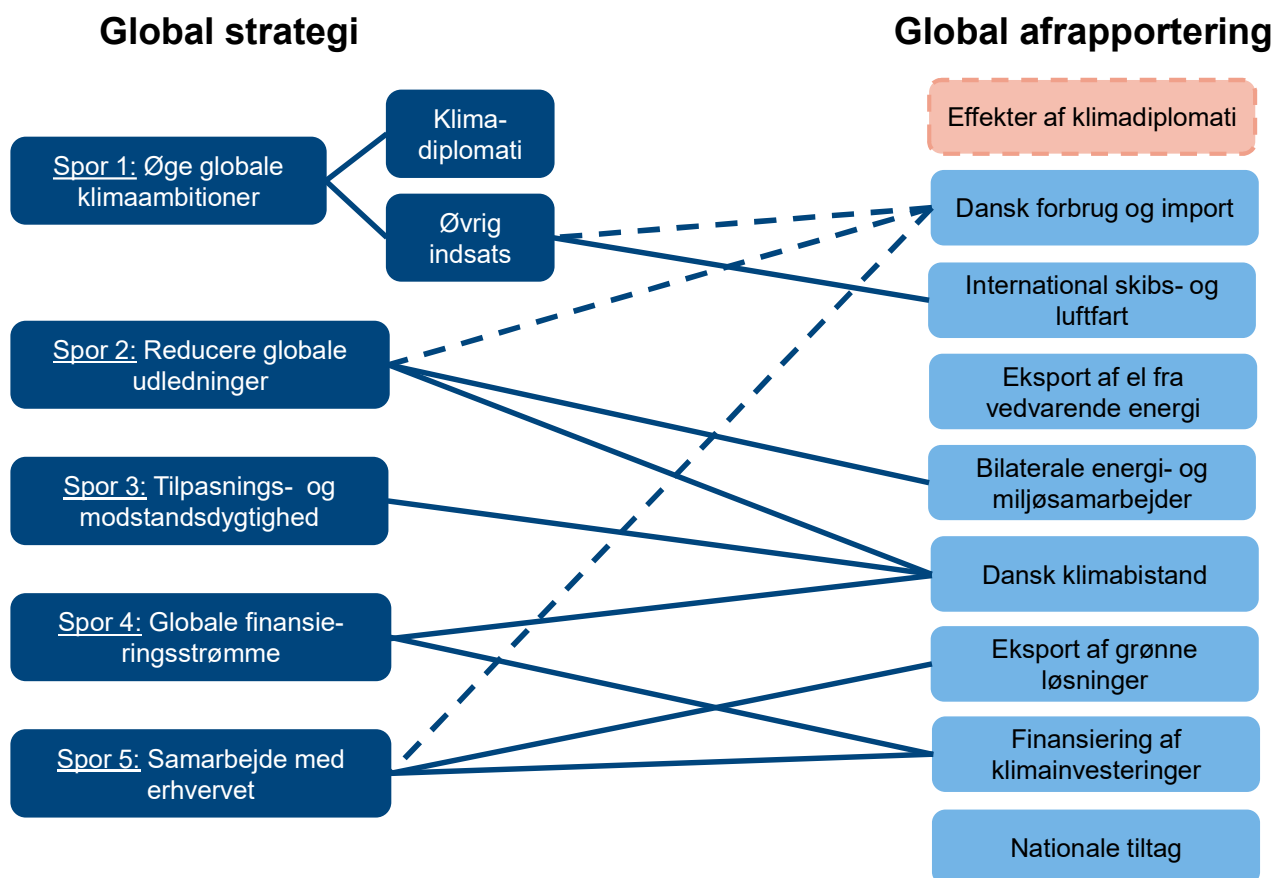 Global strategi
Spor 1: Øge globale
klimaambitioner
Klima-
diplomati
Øvrig
indsats
Spor 2: Reducere globale
udledninger
Spor 3: Tilpasnings- og
modstandsdygtighed
Spor 4: Globale finansie-
ringsstrømme
Spor 5: Samarbejde med
erhvervet
Global afrapportering
Effekter af klimadiplomati
Dansk forbrug og import
International skibs- og
luftfart
Eksport af el fra
vedvarende energi
Bilaterale energi- og
miljøsamarbejder
Dansk klimabistand
Eksport af grønne
løsninger
Finansiering af
klimainvesteringer
Nationale tiltag